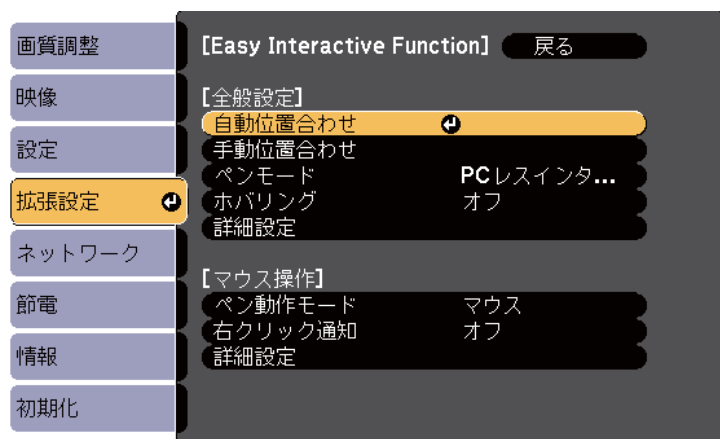 画質調整
映像
設定
拡張設定
ネットワーク
節電
情報
初期化
[Easy Interactive Function] 戻る
[全般設定]
自動位置合わせ
手動位置合わせ
ペンモード PCレスインタ...
ホバリング オフ
詳細設定
[マウス操作]
ペン動作モード マウス
右クリック通知 オフ
詳細設定